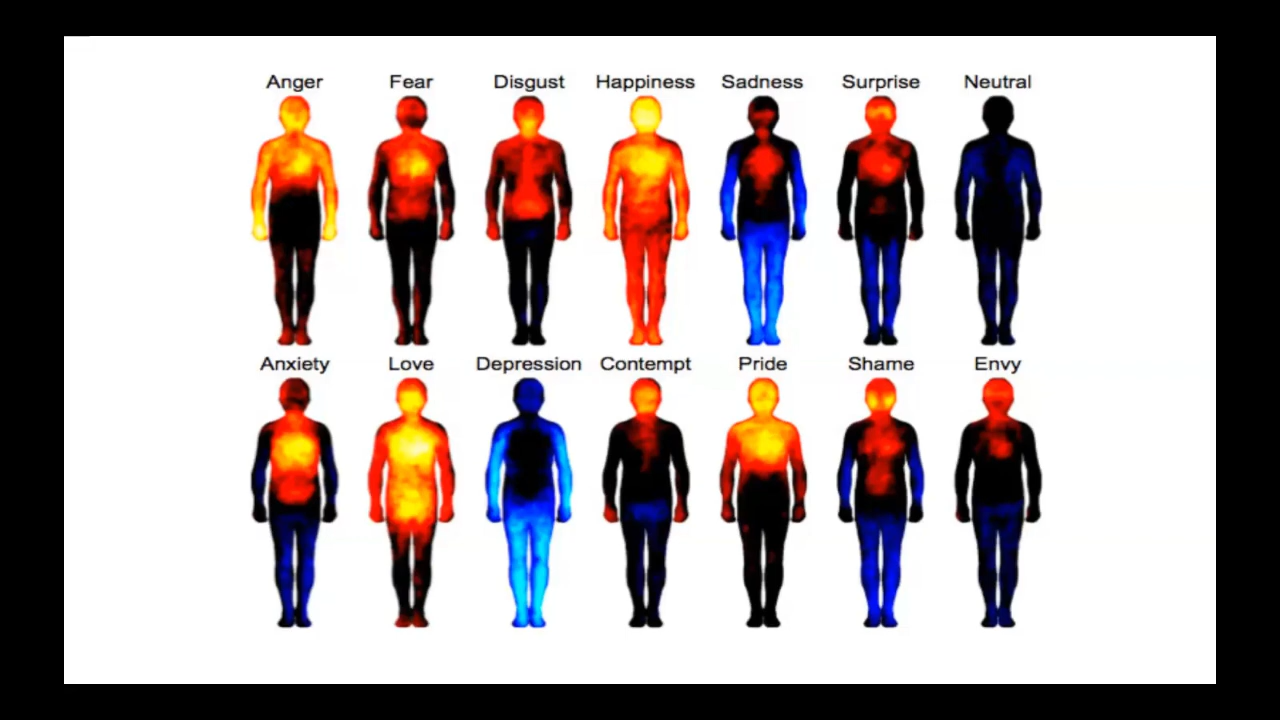 Anger Fear Disgust Happiness Sadness Surprise Neutral
Anxiety Love Depression Contempt Pride Shame Envy